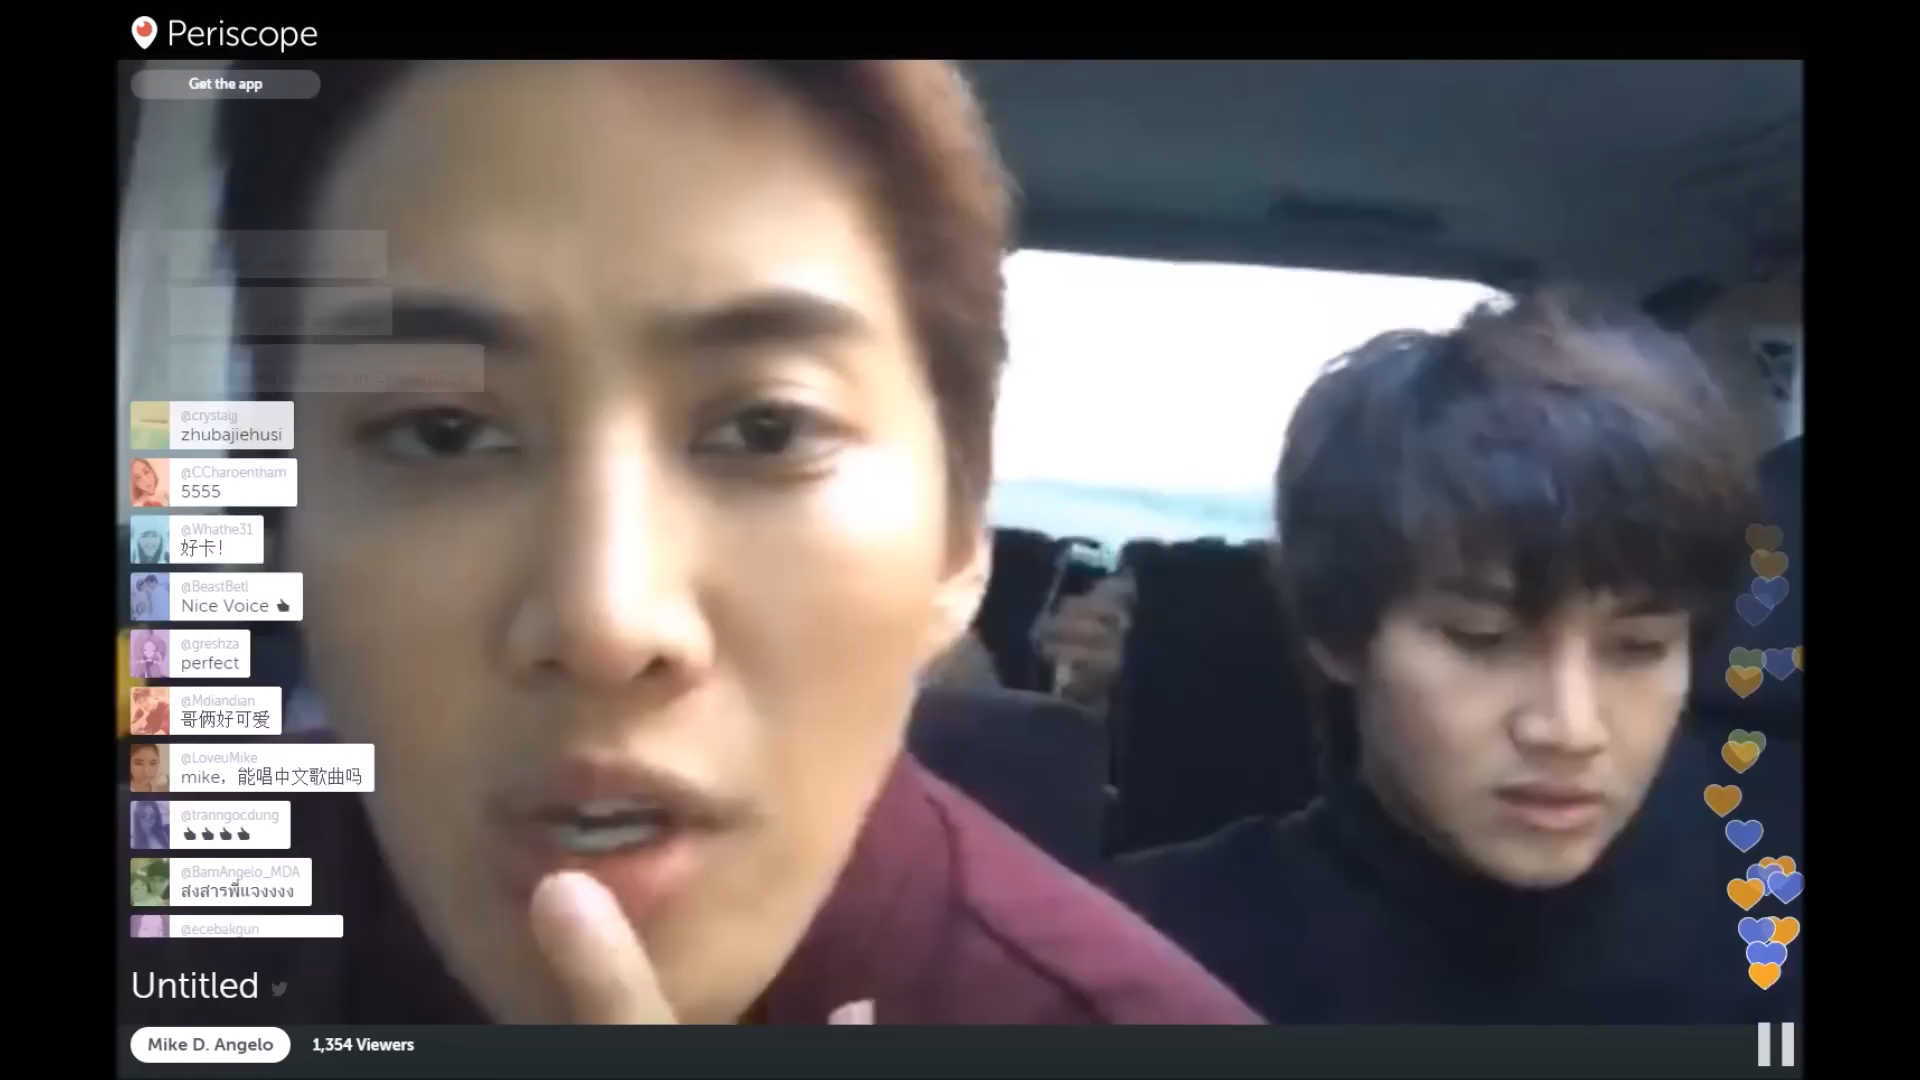 Periscope
Get the app
@crystaljj
zhubajiehusi
@CCharoentham
5555
@Whathe31
好卡!
@BeastBetl
Nice Voice
@greshza
perfect
@Mdiandian
哥俩好可爱
@LoveuMike
mike，能唱中文歌曲吗
@tranngocdung
@BamAngelo_MDA
สงสารพี่แจงงงง
@ecebakgun
Untitled
Mike D. Angelo
1,354 Viewers